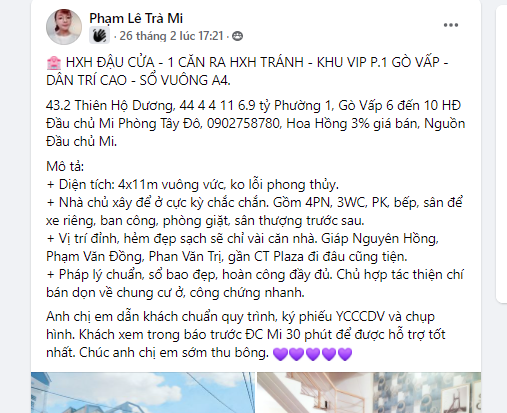 Phạm Lê Trà Mi
· 26 tháng 2 lúc 17:21 ·
HXH ĐẬU CỬA - 1 CĂN RA HXH TRÁNH - KHU VIP P.1 GÒ VẤP -
DÂN TRÍ CAO - SỔ VUÔNG A4.
43.2 Thiên Hộ Dương, 44 4 4 11 6.9 tỷ Phường 1, Gò Vấp 6 đến 10 HĐ
Đầu chủ Mi Phòng Tây Đô, 0902758780, Hoa Hồng 3% giá bán, Nguồn
Đầu chủ Mi.
Mô tả:
+ Diện tích: 4x11m vuông vức, ko lỗi phong thủy.
+ Nhà chủ xây để ở cực kỳ chắc chắn. Gồm 4PN, 3WC, PK, bếp, sân để
xe riêng, ban công, phòng giặt, sân thượng trước sau.
+ Vị trí đỉnh, hẻm đẹp sạch sẽ chỉ vài căn nhà. Giáp Nguyên Hồng,
Phạm Văn Đồng, Phan Văn Trị, gần CT Plaza đi đâu cũng tiện.
+ Pháp lý chuẩn, sổ bao đẹp, hoàn công đầy đủ. Chủ hợp tác thiện chí
bán dọn về chung cư ở, công chứng nhanh.
Anh chị em dẫn khách chuẩn quy trình, ký phiếu YCCCDV và chụp
hình. Khách xem trong báo trước ĐC Mi 30 phút để được hỗ trợ tốt
nhất. Chúc anh chị em sớm thu bông. 💜💜💜💜💜